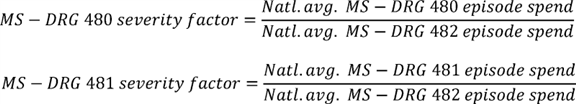 MS − DRG 480 severity factor = Natl. avg. MS − DRG 480 episode spend / Natl. avg. MS − DRG 482 episode spend
MS − DRG 481 severity factor = Natl. avg. MS − DRG 481 episode spend / Natl. avg. MS − DRG 482 episode spend